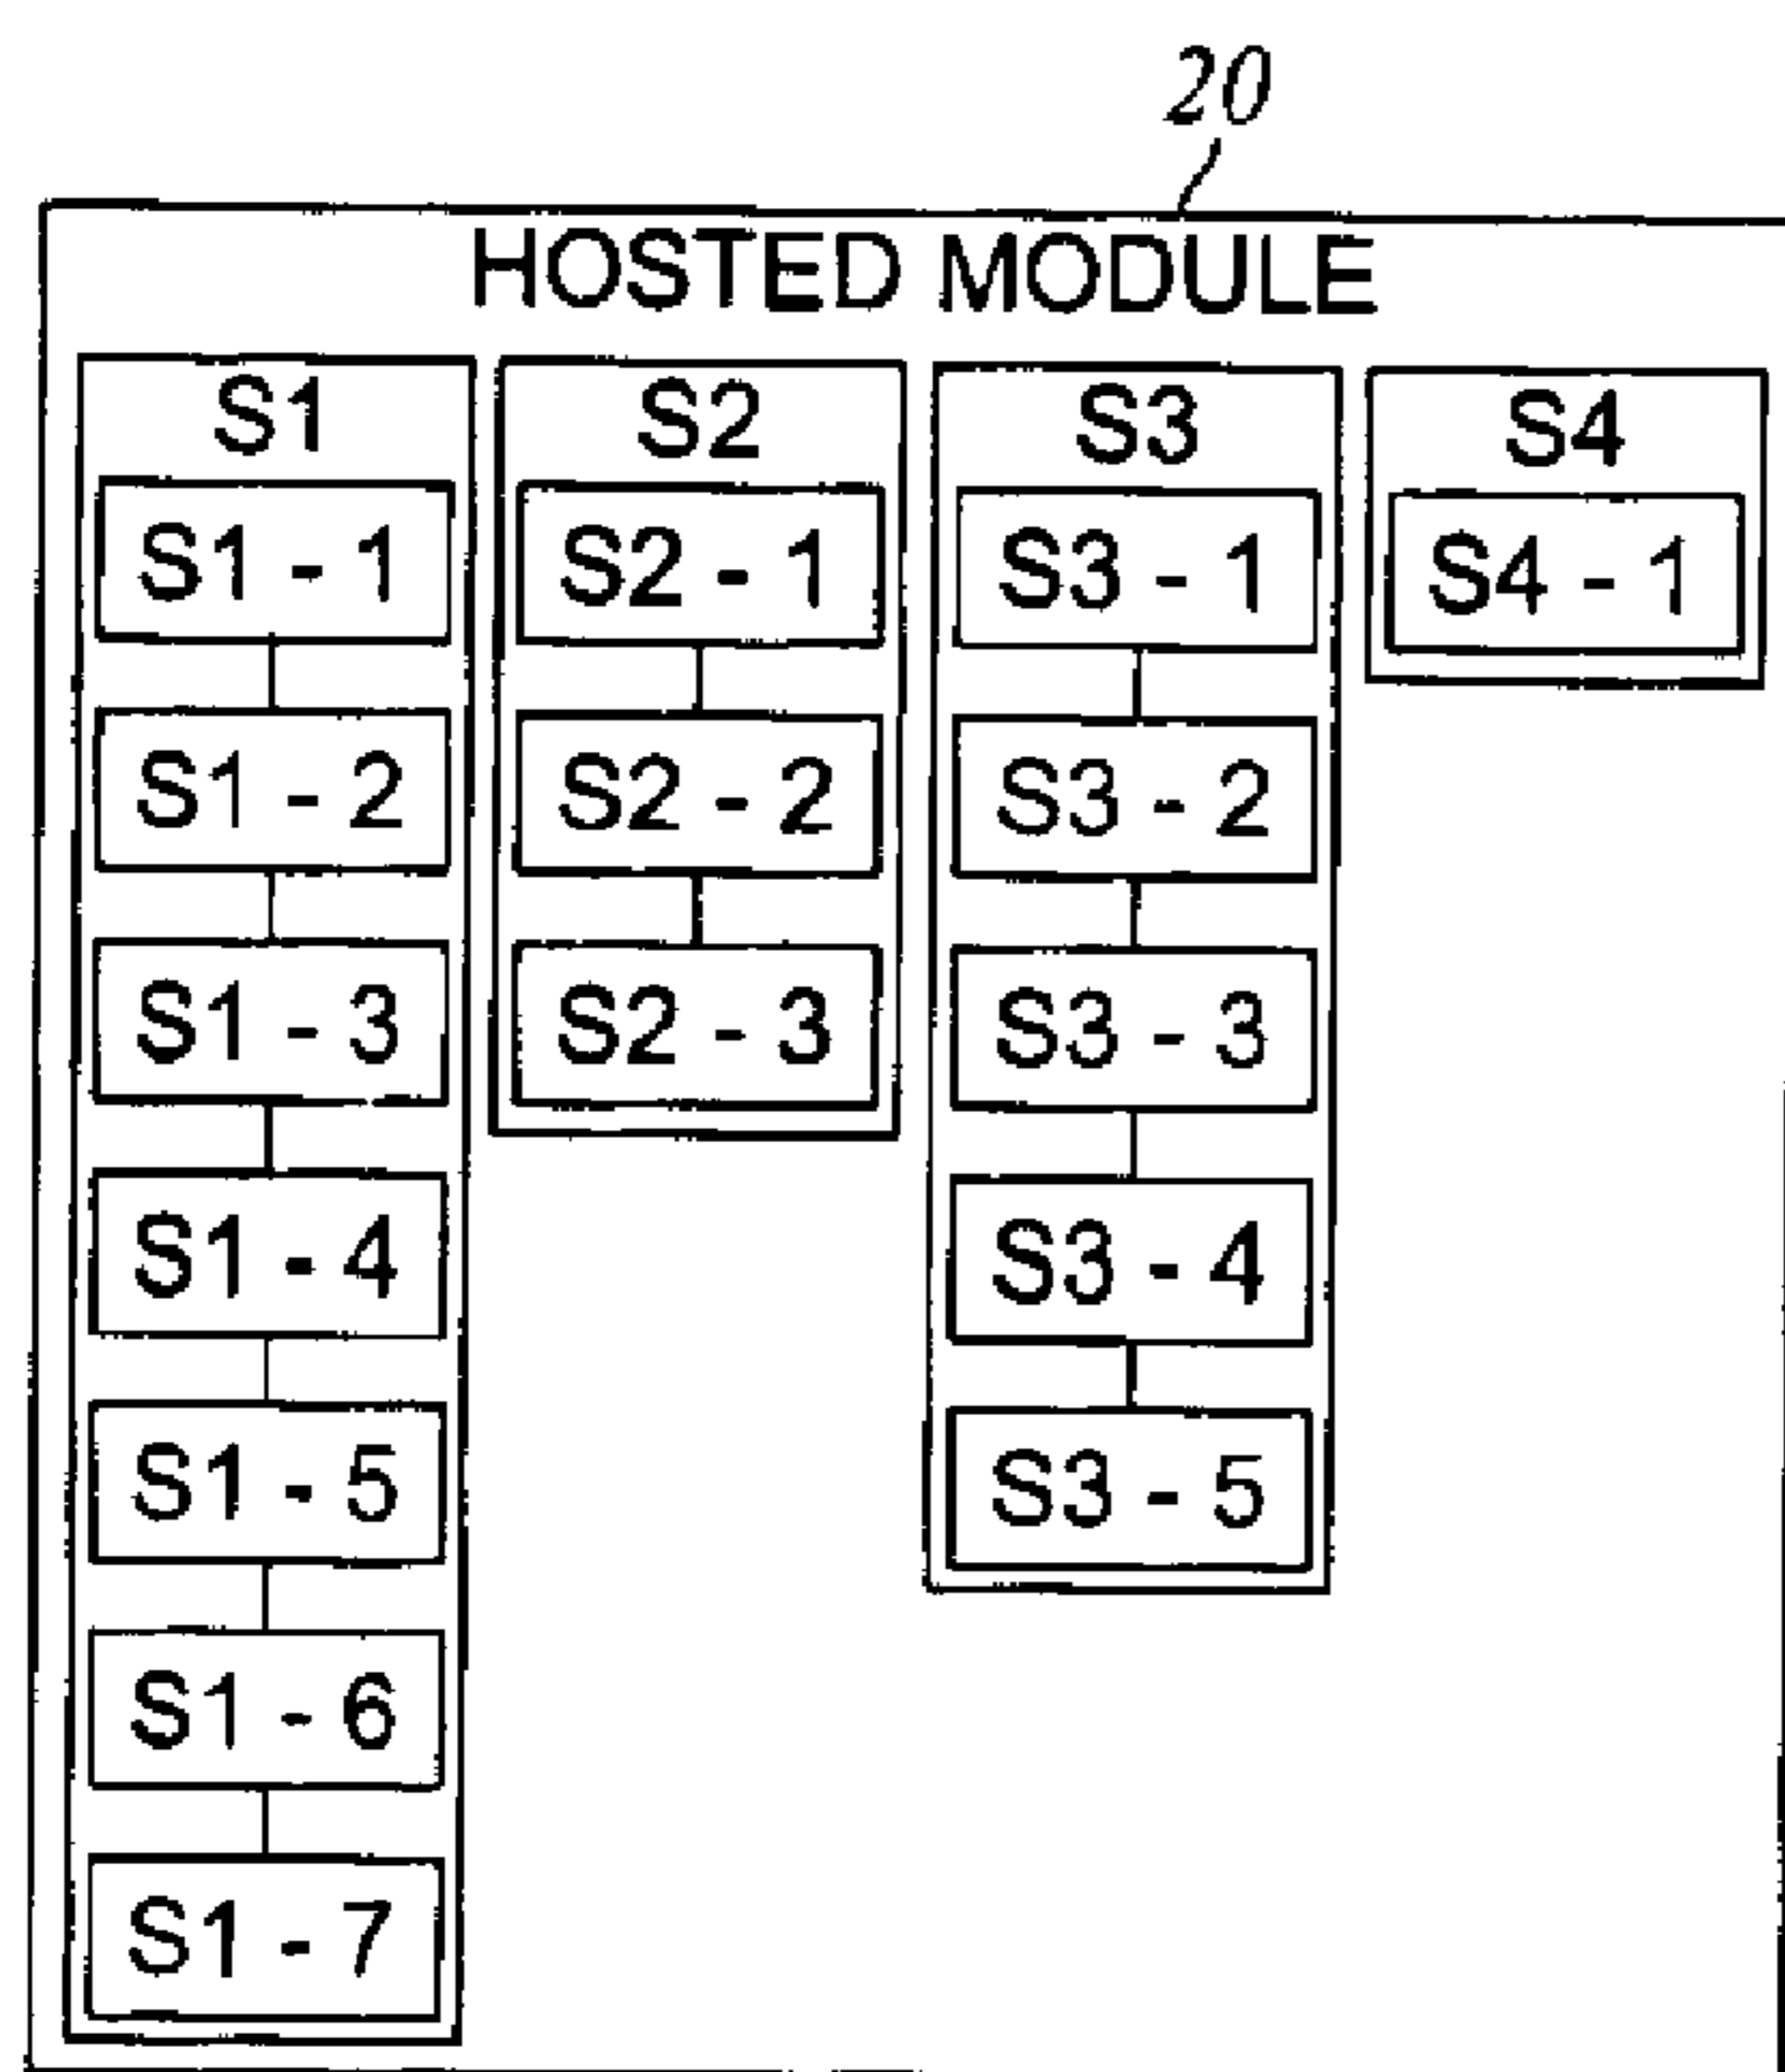 20
HOSTED MODULE
S1
S1 - 1
S1 - 2
S1 - 3
S1 - 4
S1 - 5
S1 - 6
S1 - 7
S2
S2 - 1
S2 - 2
S2 - 3
S3
S3 - 1
S3 - 2
S3 - 3
S3 - 4
S3 - 5
S4
S4 - 1